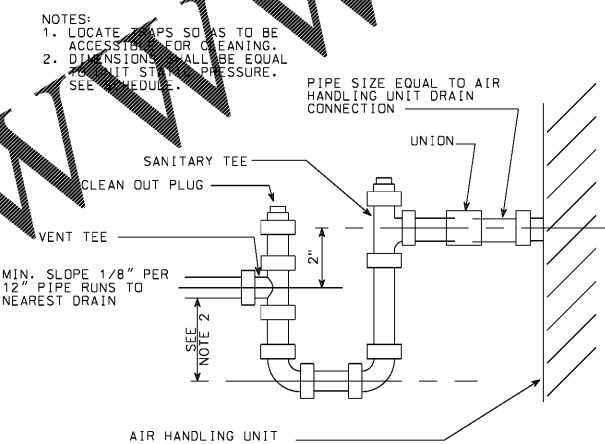 NOTES:
1. LOCATE TRAPS SO AS TO BE
ACCESSIBLE FOR CLEANING.
2. DIMENSIONS SHALL BE EQUAL
TO UNIT STATIC PRESSURE.
SEE SCHEDULE.
PIPE SIZE EQUAL TO AIR
HANDLING UNIT DRAIN
CONNECTION
UNION
SANITARY TEE
CLEAN OUT PLUG
VENT TEE
2"
MIN. SLOPE 1/8" PER
12" PIPE RUNS TO
NEAREST DRAIN
SEE
NOTE 2
AIR HANDLING UNIT
WWW